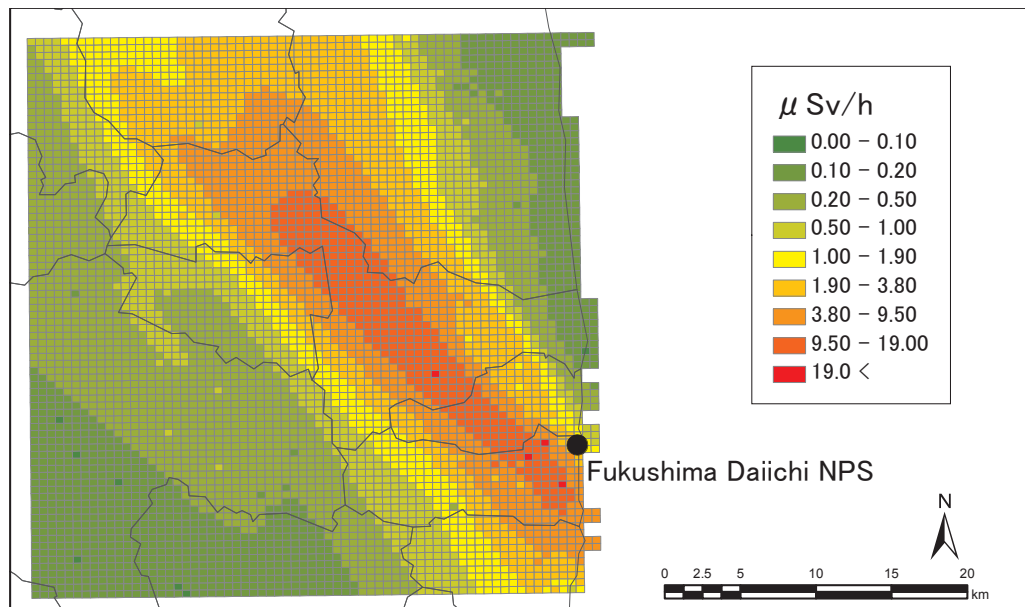 μ Sv/h
0.00 − 0.10
0.10 − 0.20
0.20 − 0.50
0.50 − 1.00
1.00 − 1.90
1.90 − 3.80
3.80 − 9.50
9.50 − 19.00
19.0 <
Fukushima Daiichi NPS
N
0 2.5 5 10 15 20
km